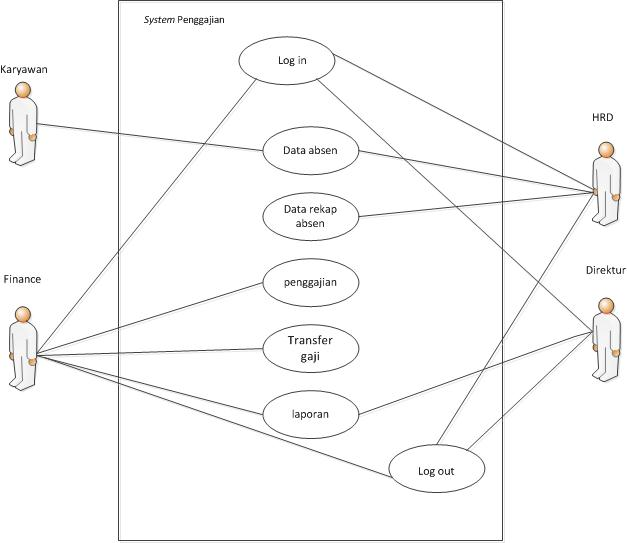 System Penggajian
Log in
Karyawan
HRD
Data absen
Data rekap
absen
Direktur
Finance
penggajian
Transfer
gaji
laporan
Log out